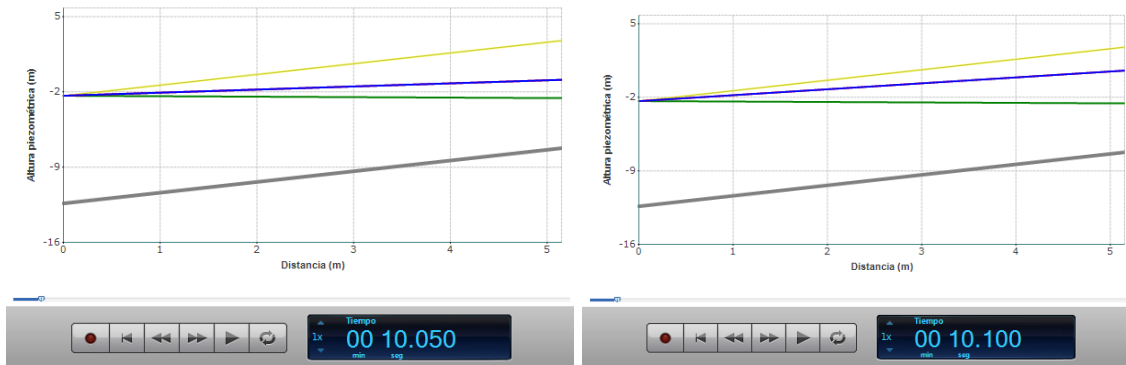 5
-2
-9
-16
Altura piezométrica (m)
0 1 2 3 4 5
Distancia (m)
1x
Tiempo
00 10.050
min seg
5
-2
-9
-16
Altura piezométrica (m)
0 1 2 3 4 5
Distancia (m)
1x
Tiempo
00 10.100
min seg